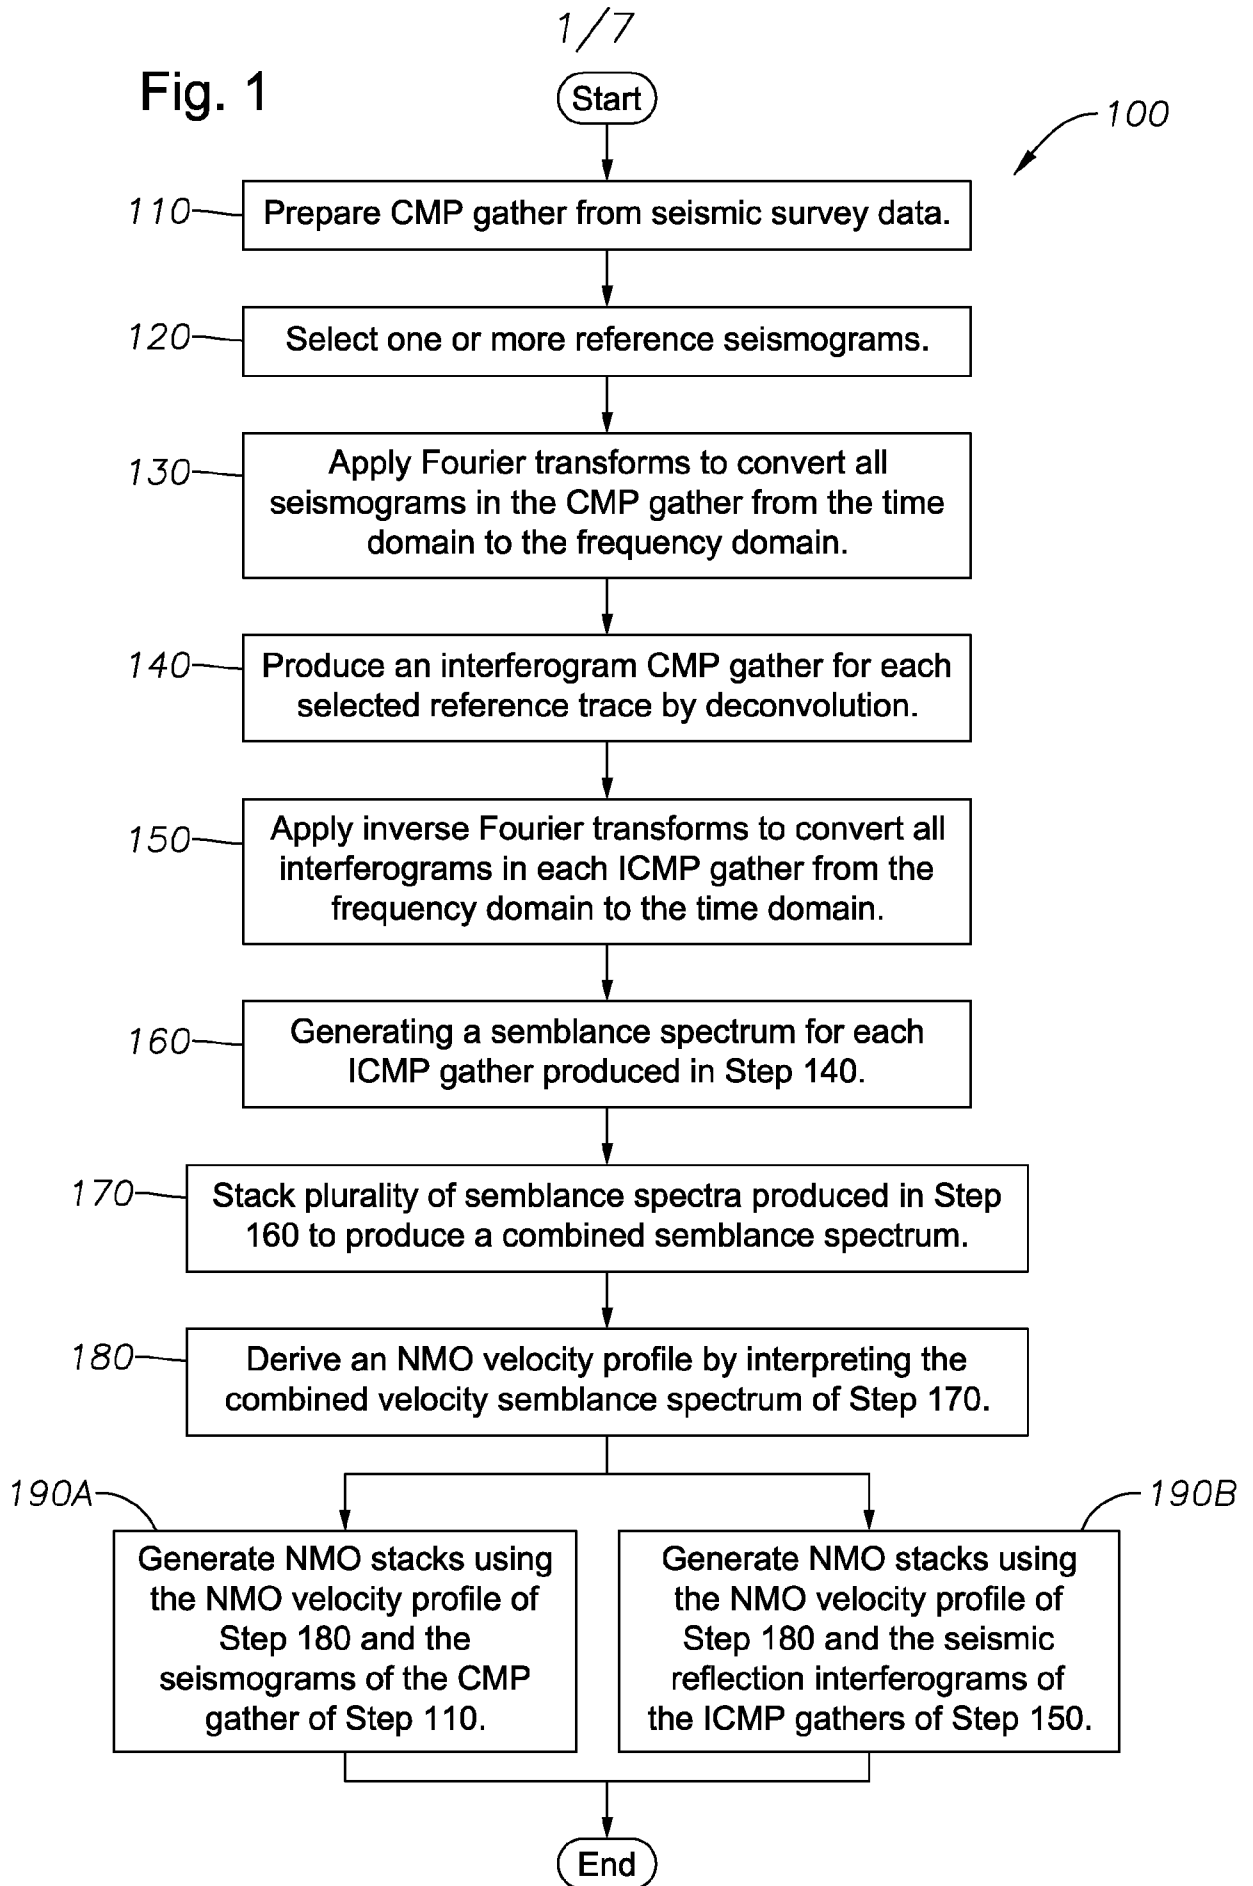 1/7
Fig. 1
Start
100
110
Prepare CMP gather from seismic survey data.
120
Select one or more reference seismograms.
130
Apply Fourier transforms to convert all
seismograms in the CMP gather from the time
domain to the frequency domain.
140
Produce an interferogram CMP gather for each
selected reference trace by deconvolution.
150
Apply inverse Fourier transforms to convert all
interferograms in each ICMP gather from the
frequency domain to the time domain.
160
Generating a semblance spectrum for each
ICMP gather produced in Step 140.
170
Stack plurality of semblance spectra produced in Step
160 to produce a combined semblance spectrum.
180
Derive an NMO velocity profile by interpreting the
combined velocity semblance spectrum of Step 170.
190A
Generate NMO stacks using
the NMO velocity profile of
Step 180 and the
seismograms of the CMP
gather of Step 110.
190B
Generate NMO stacks using
the NMO velocity profile of
Step 180 and the seismic
reflection interferograms of
the ICMP gathers of Step 150.
End